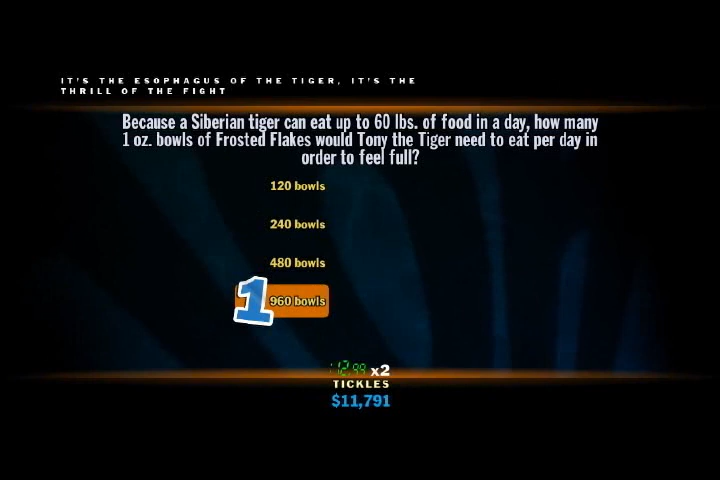 IT'S THE ESOPHAGUS OF THE TIGER, IT'S THE
THRILL OF THE FIGHT
Because a Siberian tiger can eat up to 60 lbs. of food in a day, how many
1 oz. bowls of Frosted Flakes would Tony the Tiger need to eat per day in
order to feel full?
120 bowls
240 bowls
480 bowls
1 960 bowls
:12.99 x2
TICKLES
$11,791